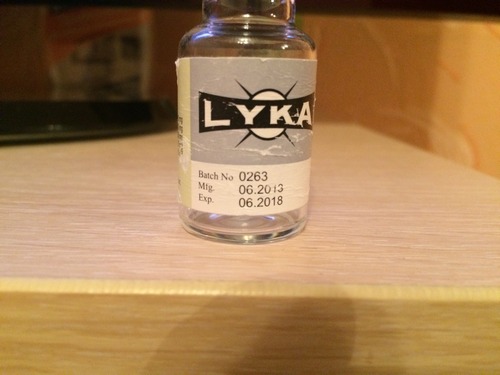 LYKA
Batch No 0263
Mfg. 06.2013
Exp. 06.2018